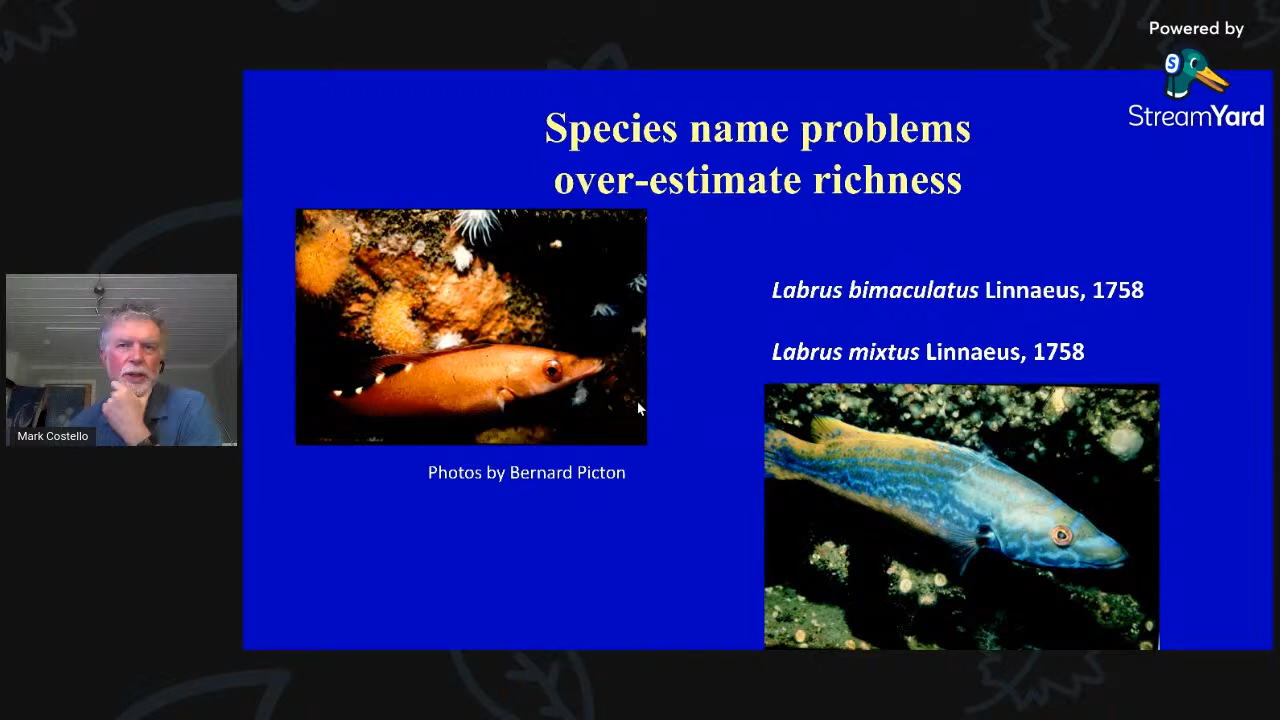 Powered by
StreamYard
Species name problems
over-estimate richness
Labrus bimaculatus Linnaeus, 1758
Labrus mixtus Linnaeus, 1758
Mark Costello
Photos by Bernard Picton